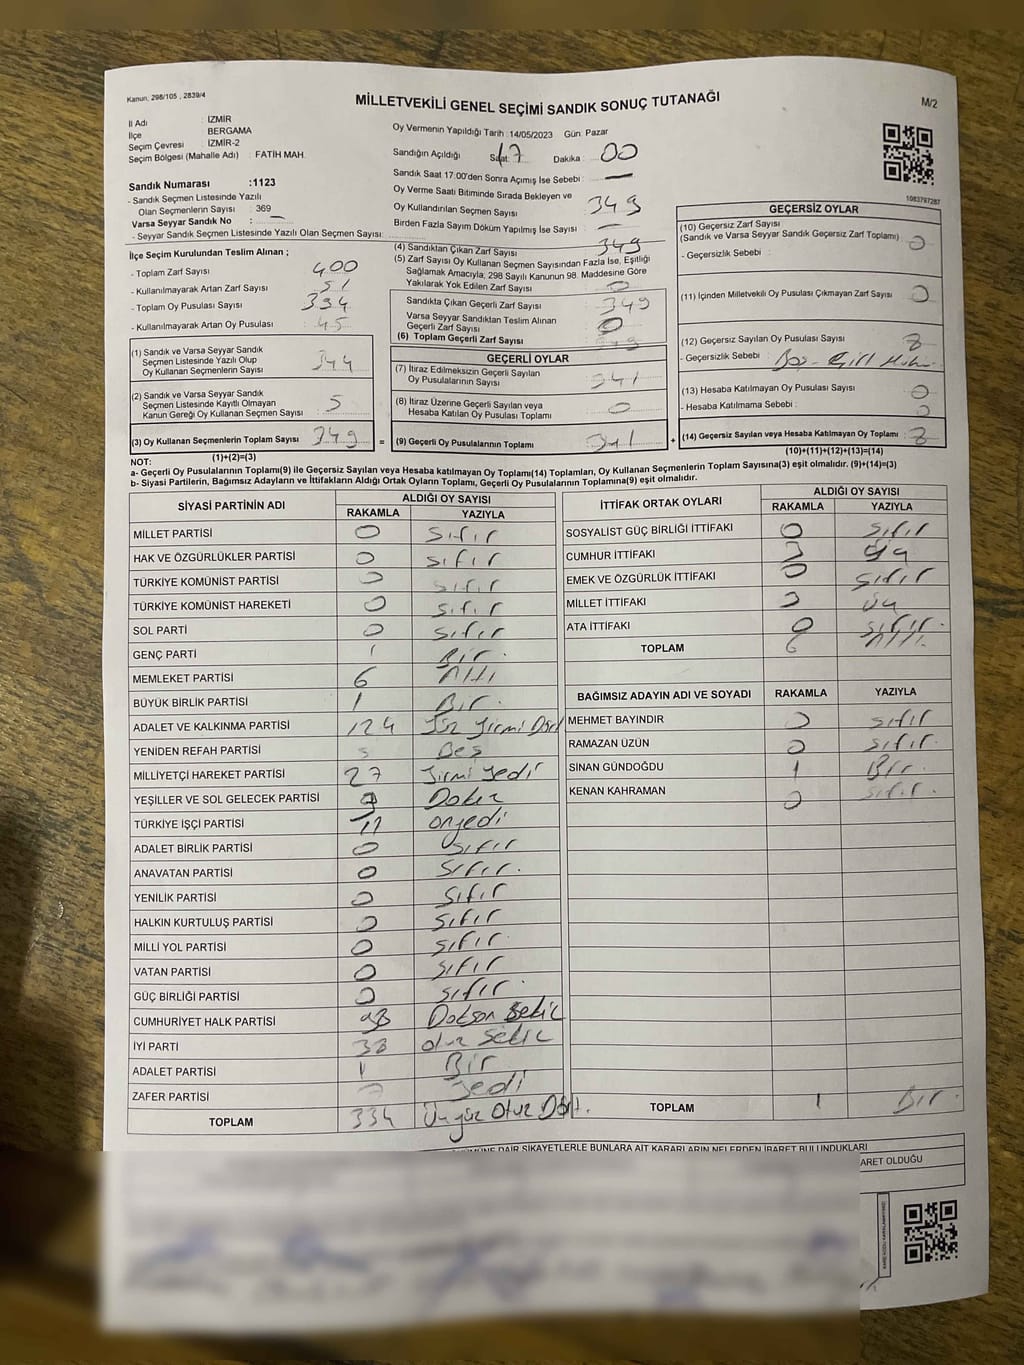 Kanun: 298/105 , 2839/4
MİLLETVEKİLİ GENEL SEÇİMİ SANDIK SONUÇ TUTANAĞI
M/2
İl Adı : İZMİR
İlçe BERGAMA
Seçim Çevresi : İZMİR-2
Seçim Bölgesi (Mahalle Adı) : FATİH MAH.
Oy Vermenin Yapıldığı Tarih : 14/05/2023 Gün: Pazar
Sandığın Açıldığı Saat: 17 Dakika : 00
Sandık Saat 17:00'den Sonra Açımış İse Sebebi : —
Oy Verme Saati Bitiminde Sırada Bekleyen ve
Oy Kullandırılan Seçmen Sayısı 349
Birden Fazla Sayım Döküm Yapılmış İse Sayısı : —
1083797287
Sandık Numarası :1123
- Sandık Seçmen Listesinde Yazılı
Olan Seçmenlerin Sayısı : 369
Varsa Seyyar Sandık No : —
- Seyyar Sandık Seçmen Listesinde Yazılı Olan Seçmen Sayısı:
İlçe Seçim Kurulundan Teslim Alınan ;
- Toplam Zarf Sayısı : 400
- Kullanılmayarak Artan Zarf Sayısı : 51
- Toplam Oy Pusulası Sayısı :
- Kullanılmayarak Artan Oy Pusulası : 45
(4) Sandıktan Çıkan Zarf Sayısı : 349
(5) Zarf Sayısı Oy Kullanan Seçmen Sayısından Fazla İse, Eşitliği
Sağlamak Amacıyla; 298 Sayılı Kanunun 98. Maddesine Göre
Yakılarak Yok Edilen Zarf Sayısı : 0
Sandıkta Çıkan Geçerli Zarf Sayısı : 349
Varsa Seyyar Sandıktan Teslim Alınan
Geçerli Zarf Sayısı : 0
(6) Toplam Geçerli Zarf Sayısı : 349
GEÇERSİZ OYLAR
(10) Geçersiz Zarf Sayısı
(Sandık ve Varsa Seyyar Sandık Geçersiz Zarf Toplamı) : 0
- Geçersizlik Sebebi :
(11) İçinden Milletvekili Oy Pusulası Çıkmayan Zarf Sayısı : 0
(12) Geçersiz Sayılan Oy Pusulası Sayısı : 8
- Geçersizlik Sebebi :
(13) Hesaba Katılmayan Oy Pusulası Sayısı : 0
- Hesaba Katılmama Sebebi : 0
(14) Geçersiz Sayılan veya Hesaba Katılmayan Oy Toplamı : 8
(10)+(11)+(12)+(13)=(14)
(1) Sandık ve Varsa Seyyar Sandık
Seçmen Listesinde Yazılı Olup
Oy Kullanan Seçmenlerin Sayısı : 344
(2) Sandık ve Varsa Seyyar Sandık
Seçmen Listesinde Kayıtlı Olmayan
Kanun Gereği Oy Kullanan Seçmen Sayısı : 5
(3) Oy Kullanan Seçmenlerin Toplam Sayısı : 349 =
(1)+(2)=(3)
GEÇERLİ OYLAR
(7) İtiraz Edilmeksizin Geçerli Sayılan
Oy Pusulalarının Sayısı : 341
(8) İtiraz Üzerine Geçerli Sayılan veya
Hesaba Katılan Oy Pusulası Toplamı : 0
(9) Geçerli Oy Pusulalarının Toplamı : 341 +
NOT:
a- Geçerli Oy Pusulalarının Toplamı(9) ile Geçersiz Sayılan veya Hesaba katılmayan Oy Toplamı(14) Toplamları, Oy Kullanan Seçmenlerin Toplam Sayısına(3) eşit olmalıdır. (9)+(14)=(3)
b- Siyasi Partilerin, Bağımsız Adayların ve İttifakların Aldığı Oyların Toplamı, Geçerli Oy Pusulalarının Toplamına(9) eşit olmalıdır.
SİYASİ PARTİNİN ADI ALDIĞI OY SAYISI
RAKAMLA YAZIYLA
MİLLET PARTİSİ 0 Sıfır
HAK VE ÖZGÜRLÜKLER PARTİSİ 0 Sıfır
TÜRKİYE KOMÜNİST PARTİSİ 0 Sıfır
TÜRKİYE KOMÜNİST HAREKETİ 0 Sıfır
SOL PARTİ 0 Sıfır
GENÇ PARTİ 1 Bir.
MEMLEKET PARTİSİ 6 Altı
BÜYÜK BİRLİK PARTİSİ 1 Bir.
ADALET VE KALKINMA PARTİSİ 124 Yüz Yirmi Dört
YENİDEN REFAH PARTİSİ 5 Beş
MİLLİYETÇİ HAREKET PARTİSİ 27 Yirmi Yedi
YEŞİLLER VE SOL GELECEK PARTİSİ 9 Dokuz
TÜRKİYE İŞÇİ PARTİSİ 17 onyedi
ADALET BİRLİK PARTİSİ 0 Sıfır
ANAVATAN PARTİSİ 0 Sıfır.
YENİLİK PARTİSİ 0 Sıfır
HALKIN KURTULUŞ PARTİSİ 0 Sıfır
MİLLİ YOL PARTİSİ 0 Sıfır.
VATAN PARTİSİ 0 Sıfır
GÜÇ BİRLİĞİ PARTİSİ 0 Sıfır.
CUMHURİYET HALK PARTİSİ 98 Doksan Sekiz
İYİ PARTİ 38 otuz Sekiz
ADALET PARTİSİ 1 Bir
ZAFER PARTİSİ 7 Yedi
TOPLAM 334 Üçyüz Otuz Dört.
İTTİFAK ORTAK OYLARI ALDIĞI OY SAYISI
RAKAMLA YAZIYLA
SOSYALİST GÜÇ BİRLİĞİ İTTİFAKI 0 Sıfır
CUMHUR İTTİFAKI 3 üç
EMEK VE ÖZGÜRLÜK İTTİFAKI 0 Sıfır
MİLLET İTTİFAKI 3 üç
ATA İTTİFAKI 0 Sıfır.
TOPLAM 6 Altı.
BAĞIMSIZ ADAYIN ADI VE SOYADI RAKAMLA YAZIYLA
MEHMET BAYINDIR 0 Sıfır
RAMAZAN ÜZÜN 0 Sıfır.
SİNAN GÜNDOĞDU 1 Bir.
KENAN KAHRAMAN 0 Sıfır.
TOPLAM 1 Bir.
DAİR ŞİKAYETLERLE BUNLARA AİT KARARLARIN NELERDEN İBARET BULUNDUKLARI
ARET OLDUĞU